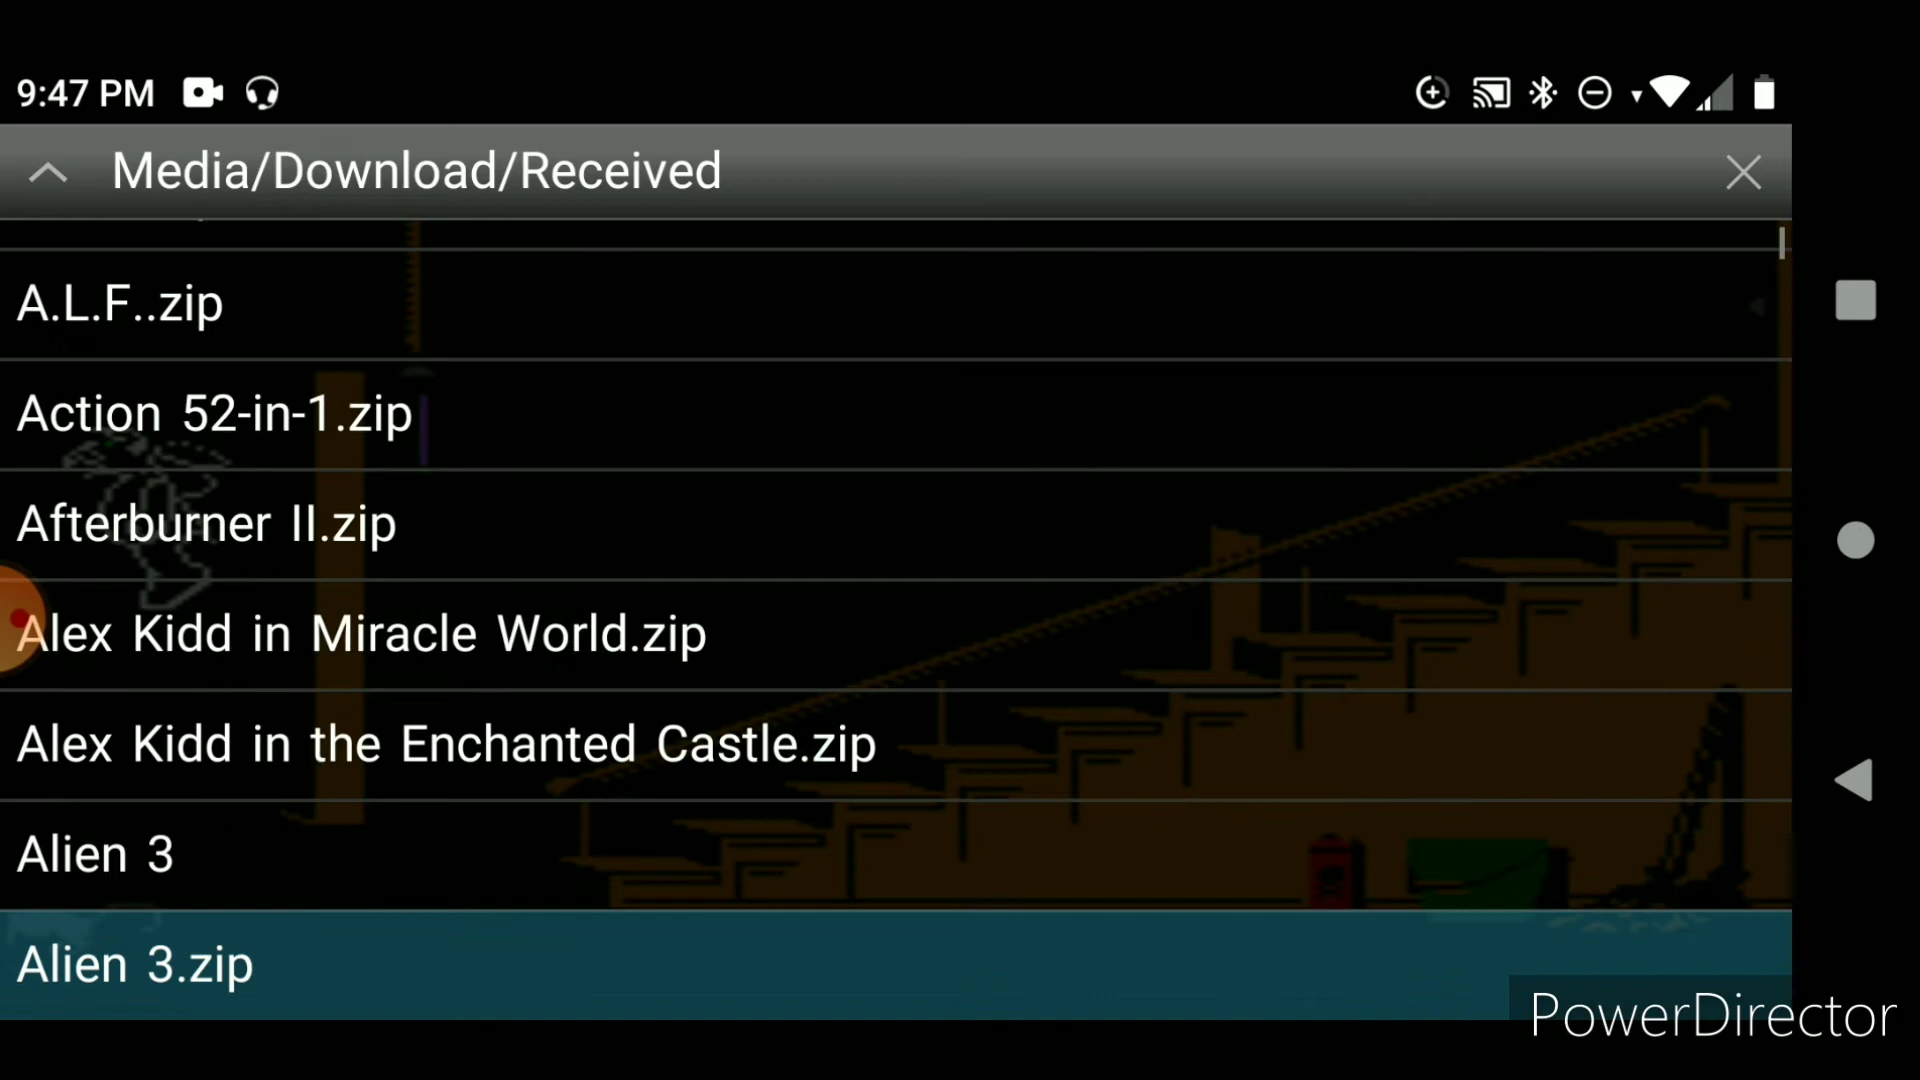 9:47 PM
Media/Download/Received
A.L.F..zip
Action 52-in-1.zip
Afterburner II.zip
Alex Kidd in Miracle World.zip
Alex Kidd in the Enchanted Castle.zip
Alien 3
Alien 3.zip
PowerDirector